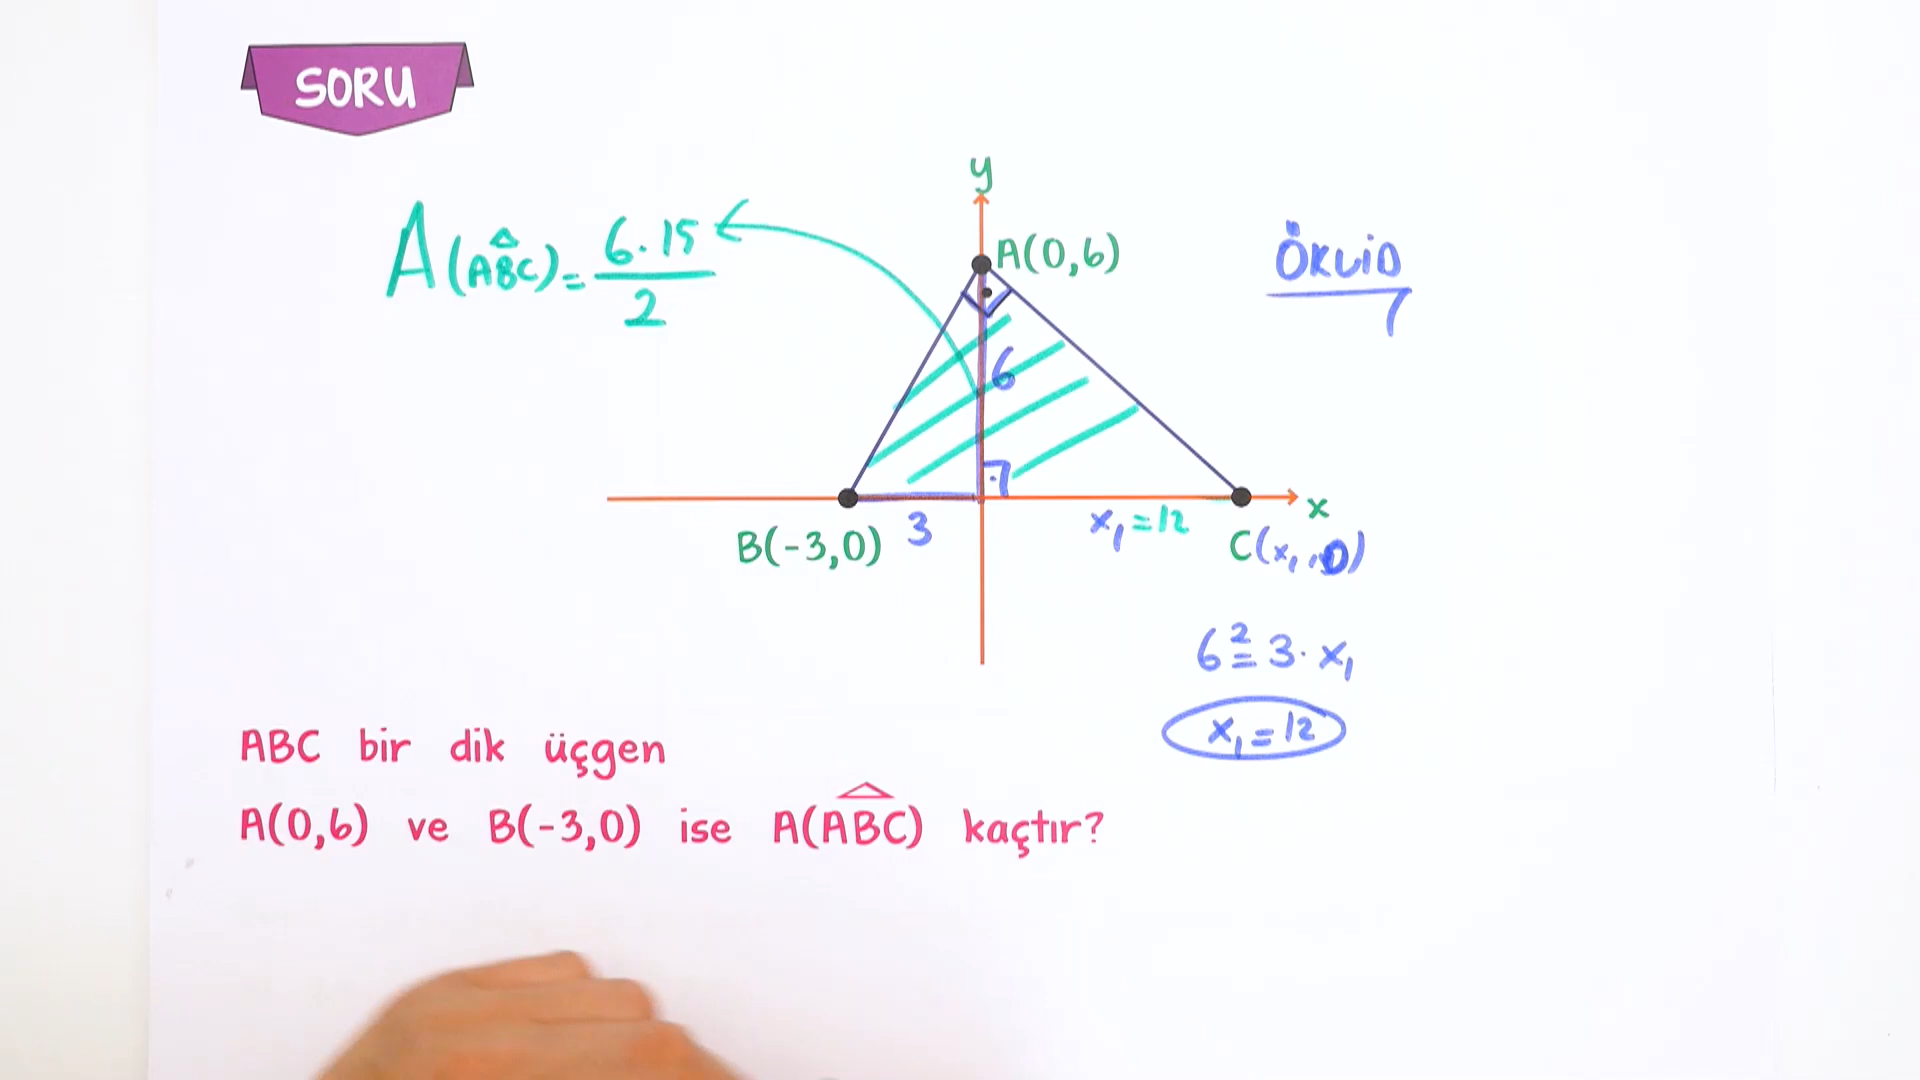 SORU
y
A(ABC) = 6.15 / 2
A(0,6)
ÖKLİD
6
x
3
x₁=12
B(-3,0)
C(x₁,0)
6² = 3. x₁
x₁=12
ABC bir dik üçgen
A(0,6) ve B(-3,0) ise A(ABC) kaçtır?